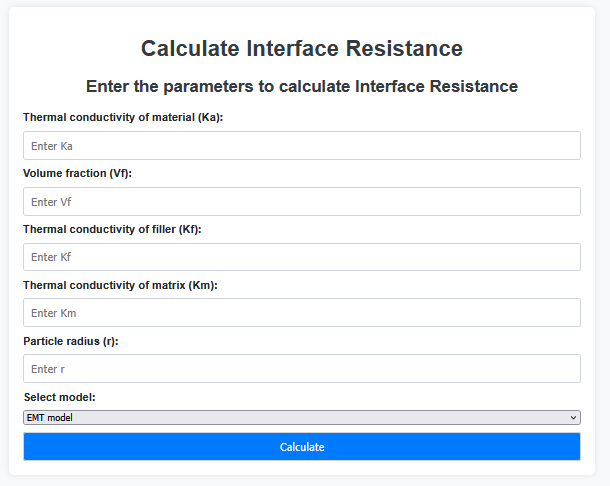 Calculate Interface Resistance
Enter the parameters to calculate Interface Resistance
Thermal conductivity of material (Ka):
Enter Ka
Volume fraction (Vf):
Enter Vf
Thermal conductivity of filler (Kf):
Enter Kf
Thermal conductivity of matrix (Km):
Enter Km
Particle radius (r):
Enter r
Select model:
EMT model
Calculate